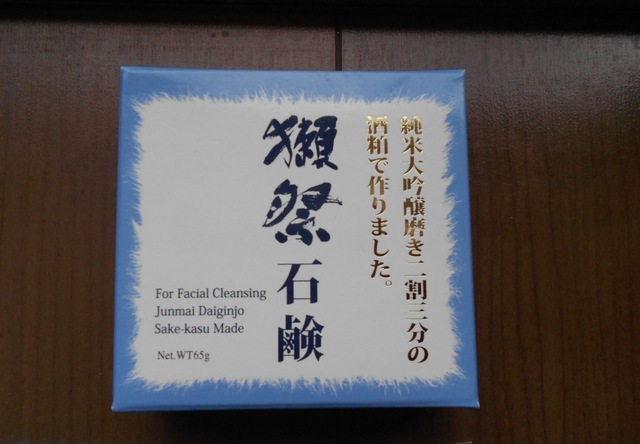 純米大吟醸磨き二割三分の
酒粕で作りました。
獺祭石鹸
For Facial Cleansing
Junmai Daiginjo
Sake-kasu Made
Net.WT65g